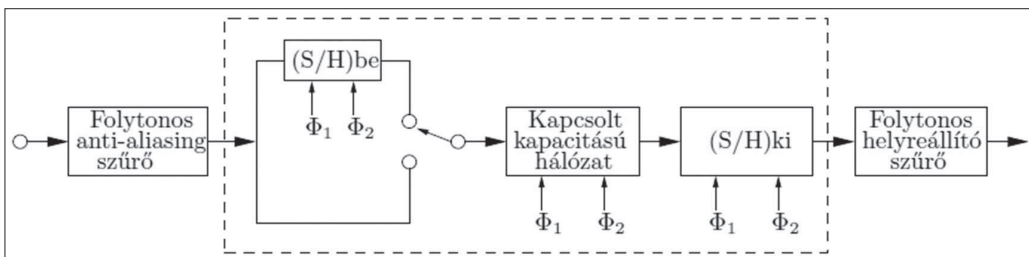 Folytonos
anti-aliasing
szűrő
(S/H)be
Φ1 Φ2
Kapcsolt
kapacitású
hálózat
Φ1 Φ2
(S/H)ki
Φ1 Φ2
Folytonos
helyreállító
szűrő